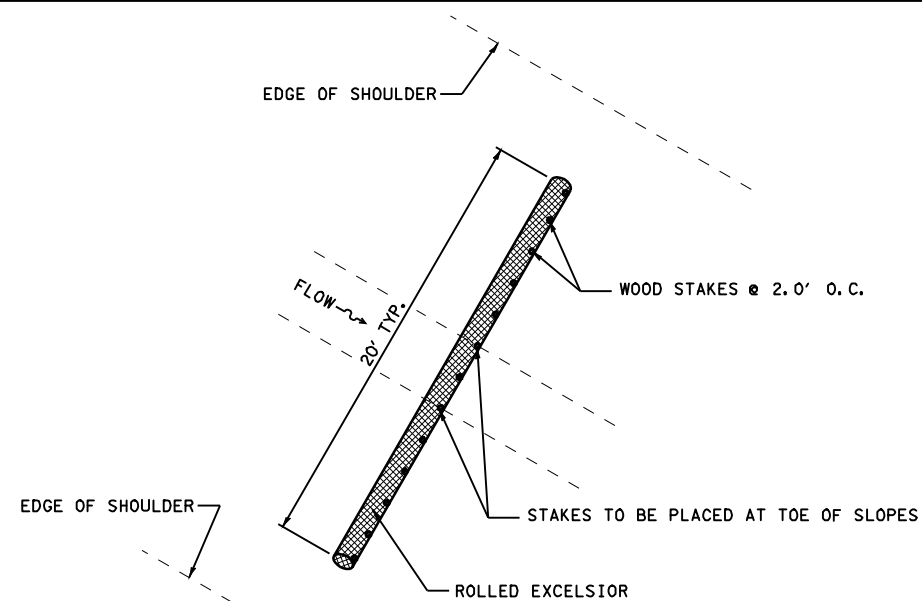 EDGE OF SHOULDER
FLOW
20' TYP.
WOOD STAKES @ 2.0' O.C.
EDGE OF SHOULDER
STAKES TO BE PLACED AT TOE OF SLOPES
ROLLED EXCELSIOR